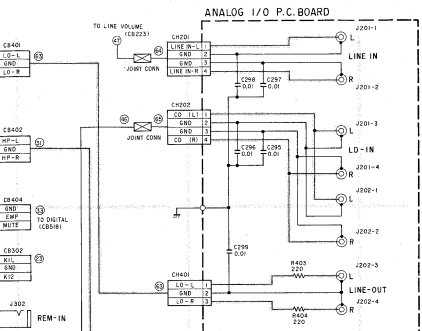 ANALOG I/O P.C. BOARD
TO LINE VOLUME
(CB223)
47
64
JOINT CONN
CH201
LINE IN-L 1
GND 2
GND 3
LINE IN-R 4
C298
0.01
C297
0.01
J201-1
L
LINE IN
R
J201-2
CB401
LO-L
GND
LO-R
63
CH202
CD (L) 1
GND 2
GND 3
CD (R) 4
65
JOINT CONN
C296
0.01
C295
0.01
J201-3
L
LD-IN
J201-4
R
J202-1
L
J202-2
R
CB402
HP-L
GND
HP-R
31
CB404
GND
EMP
MUTE
33
TO DIGITAL
(CB518)
C299
0.01
CB302
K11
GND
K12
23
CH401
LO-L 1
GND 2
LO-R 3
63
R403
220
R404
220
J202-3
L
LINE-OUT
J202-4
R
J302
REM-IN